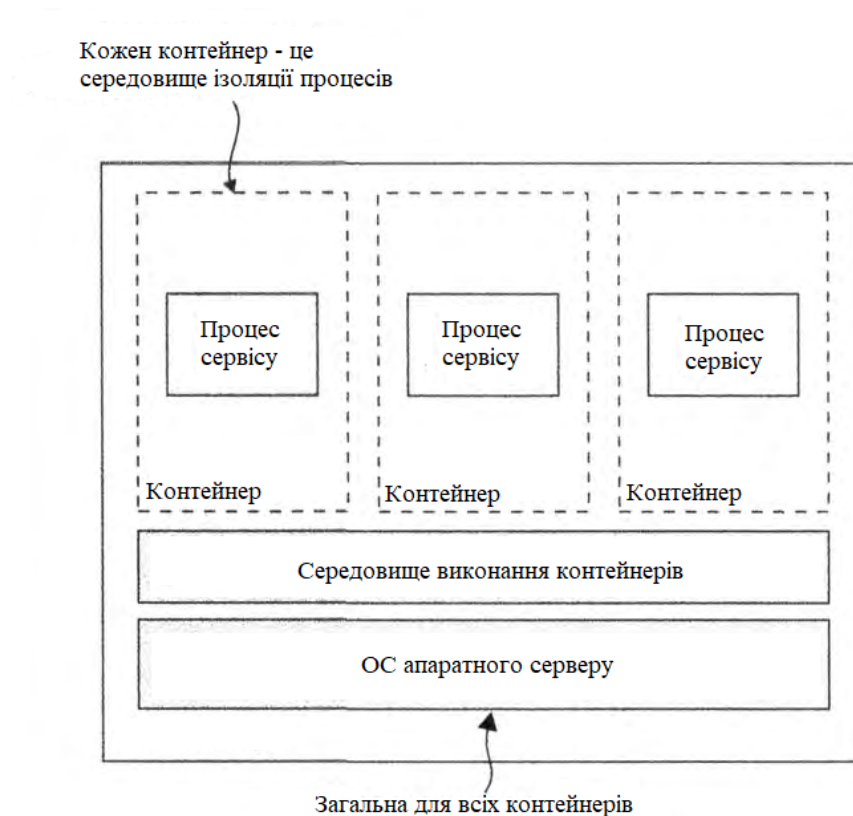 Кожен контейнер - це
середовище ізоляції процесів
Процес
сервісу
Процес
сервісу
Процес
сервісу
Контейнер
Контейнер
Контейнер
Середовище виконання контейнерів
ОС апаратного серверу
Загальна для всіх контейнерів